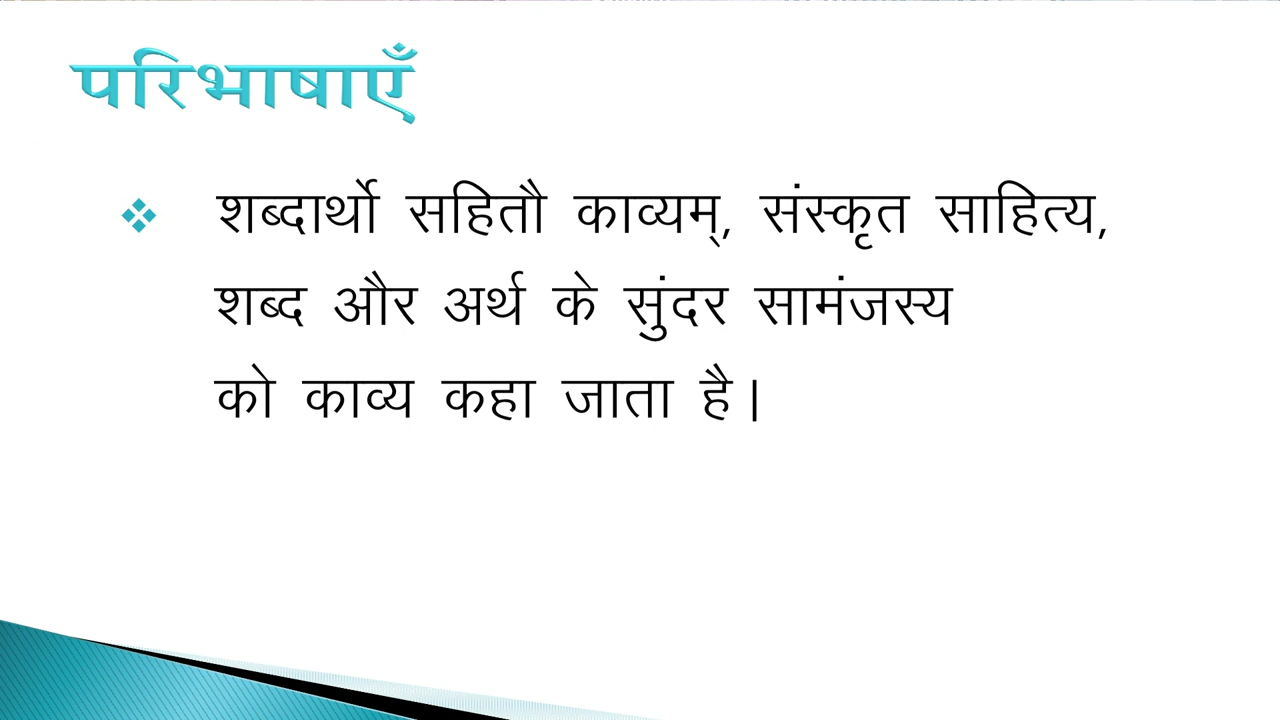 परिभाषाएँ
❖ शब्दार्थो सहितौ काव्यम्, संस्कृत साहित्य,
शब्द और अर्थ के सुंदर सामंजस्य
को काव्य कहा जाता है।